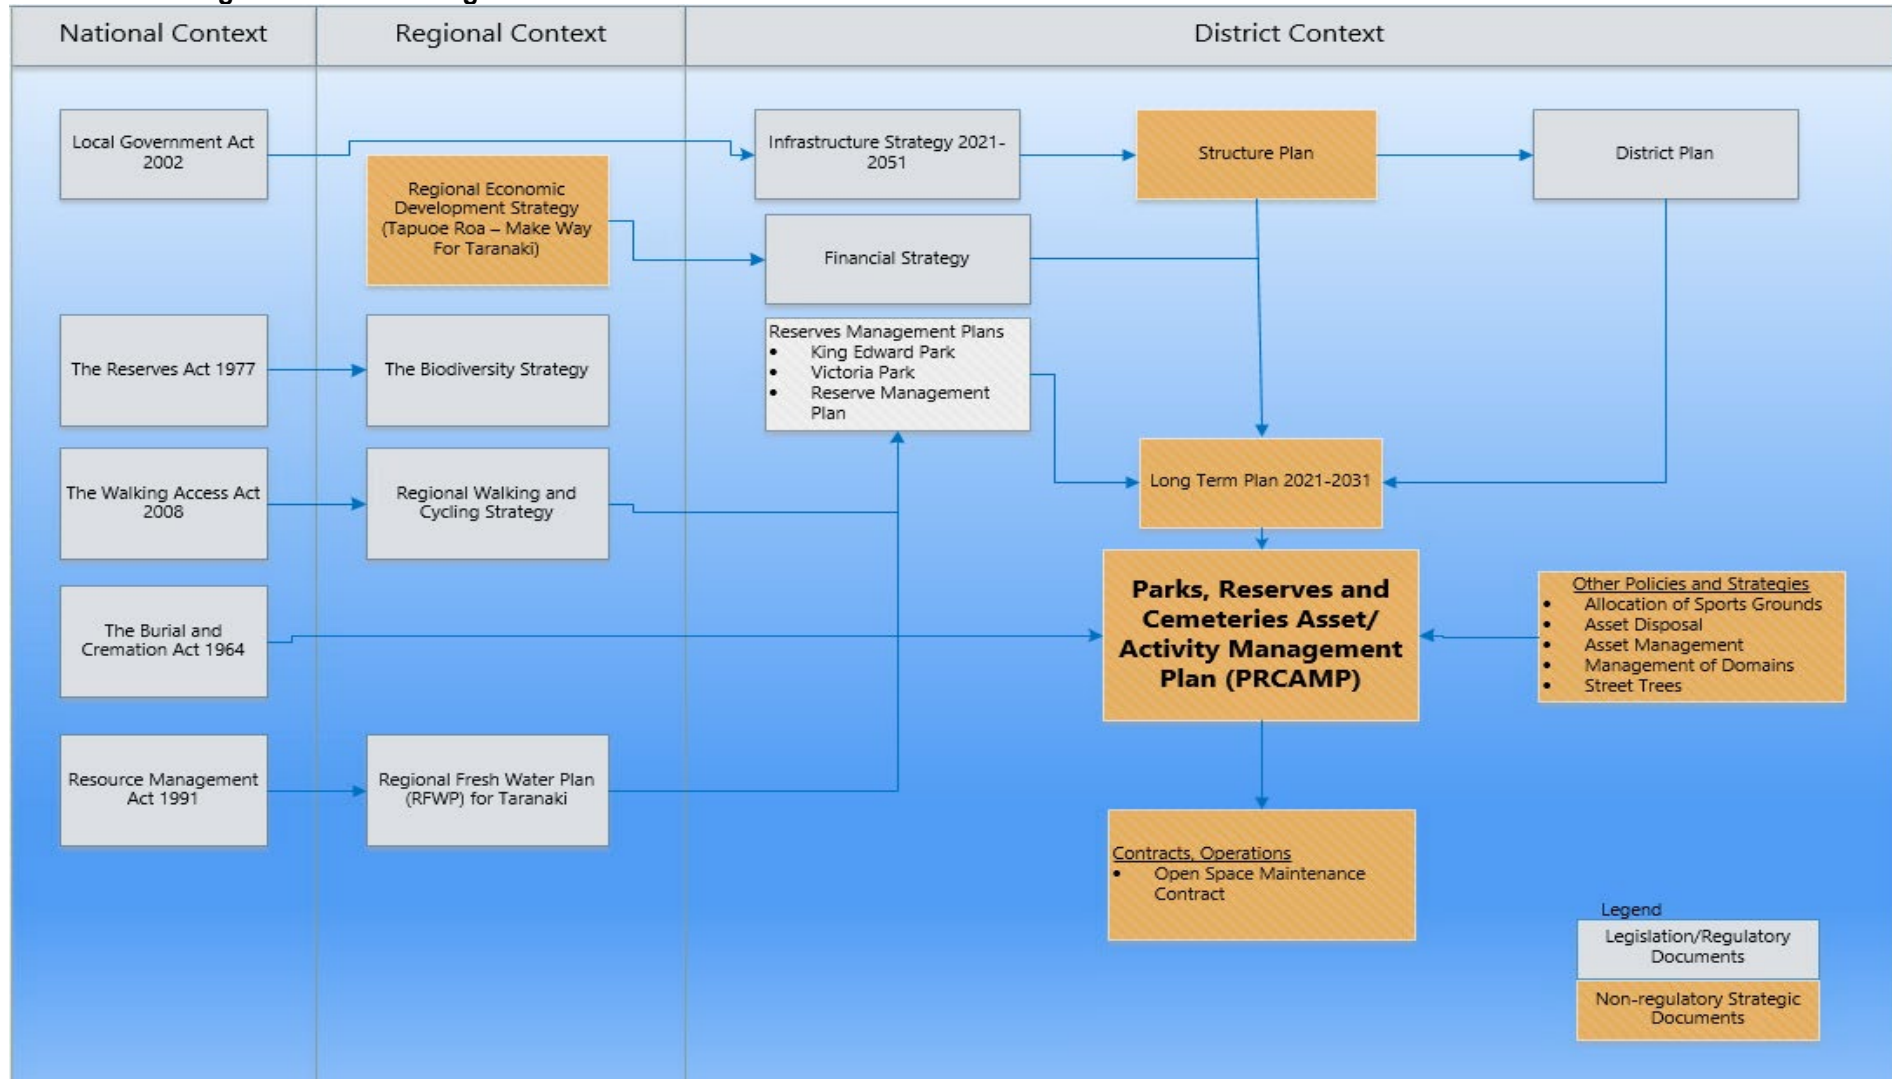 National Context
Regional Context
District Context
Local Government Act
2002
Infrastructure Strategy 2021-
2051
Structure Plan
District Plan
Regional Economic
Development Strategy
(Tapuoe Roa – Make Way
For Taranaki)
Financial Strategy
The Reserves Act 1977
The Biodiversity Strategy
Reserves Management Plans
• King Edward Park
• Victoria Park
• Reserve Management
Plan
The Walking Access Act
2008
Regional Walking and
Cycling Strategy
Long Term Plan 2021-2031
The Burial and
Cremation Act 1964
Parks, Reserves and
Cemeteries Asset/
Activity Management
Plan (PRCAMP)
Other Policies and Strategies
• Allocation of Sports Grounds
• Asset Disposal
• Asset Management
• Management of Domains
• Street Trees
Resource Management
Act 1991
Regional Fresh Water Plan
(RFWP) for Taranaki
Contracts, Operations
• Open Space Maintenance
Contract
Legend
Legislation/Regulatory
Documents
Non-regulatory Strategic
Documents